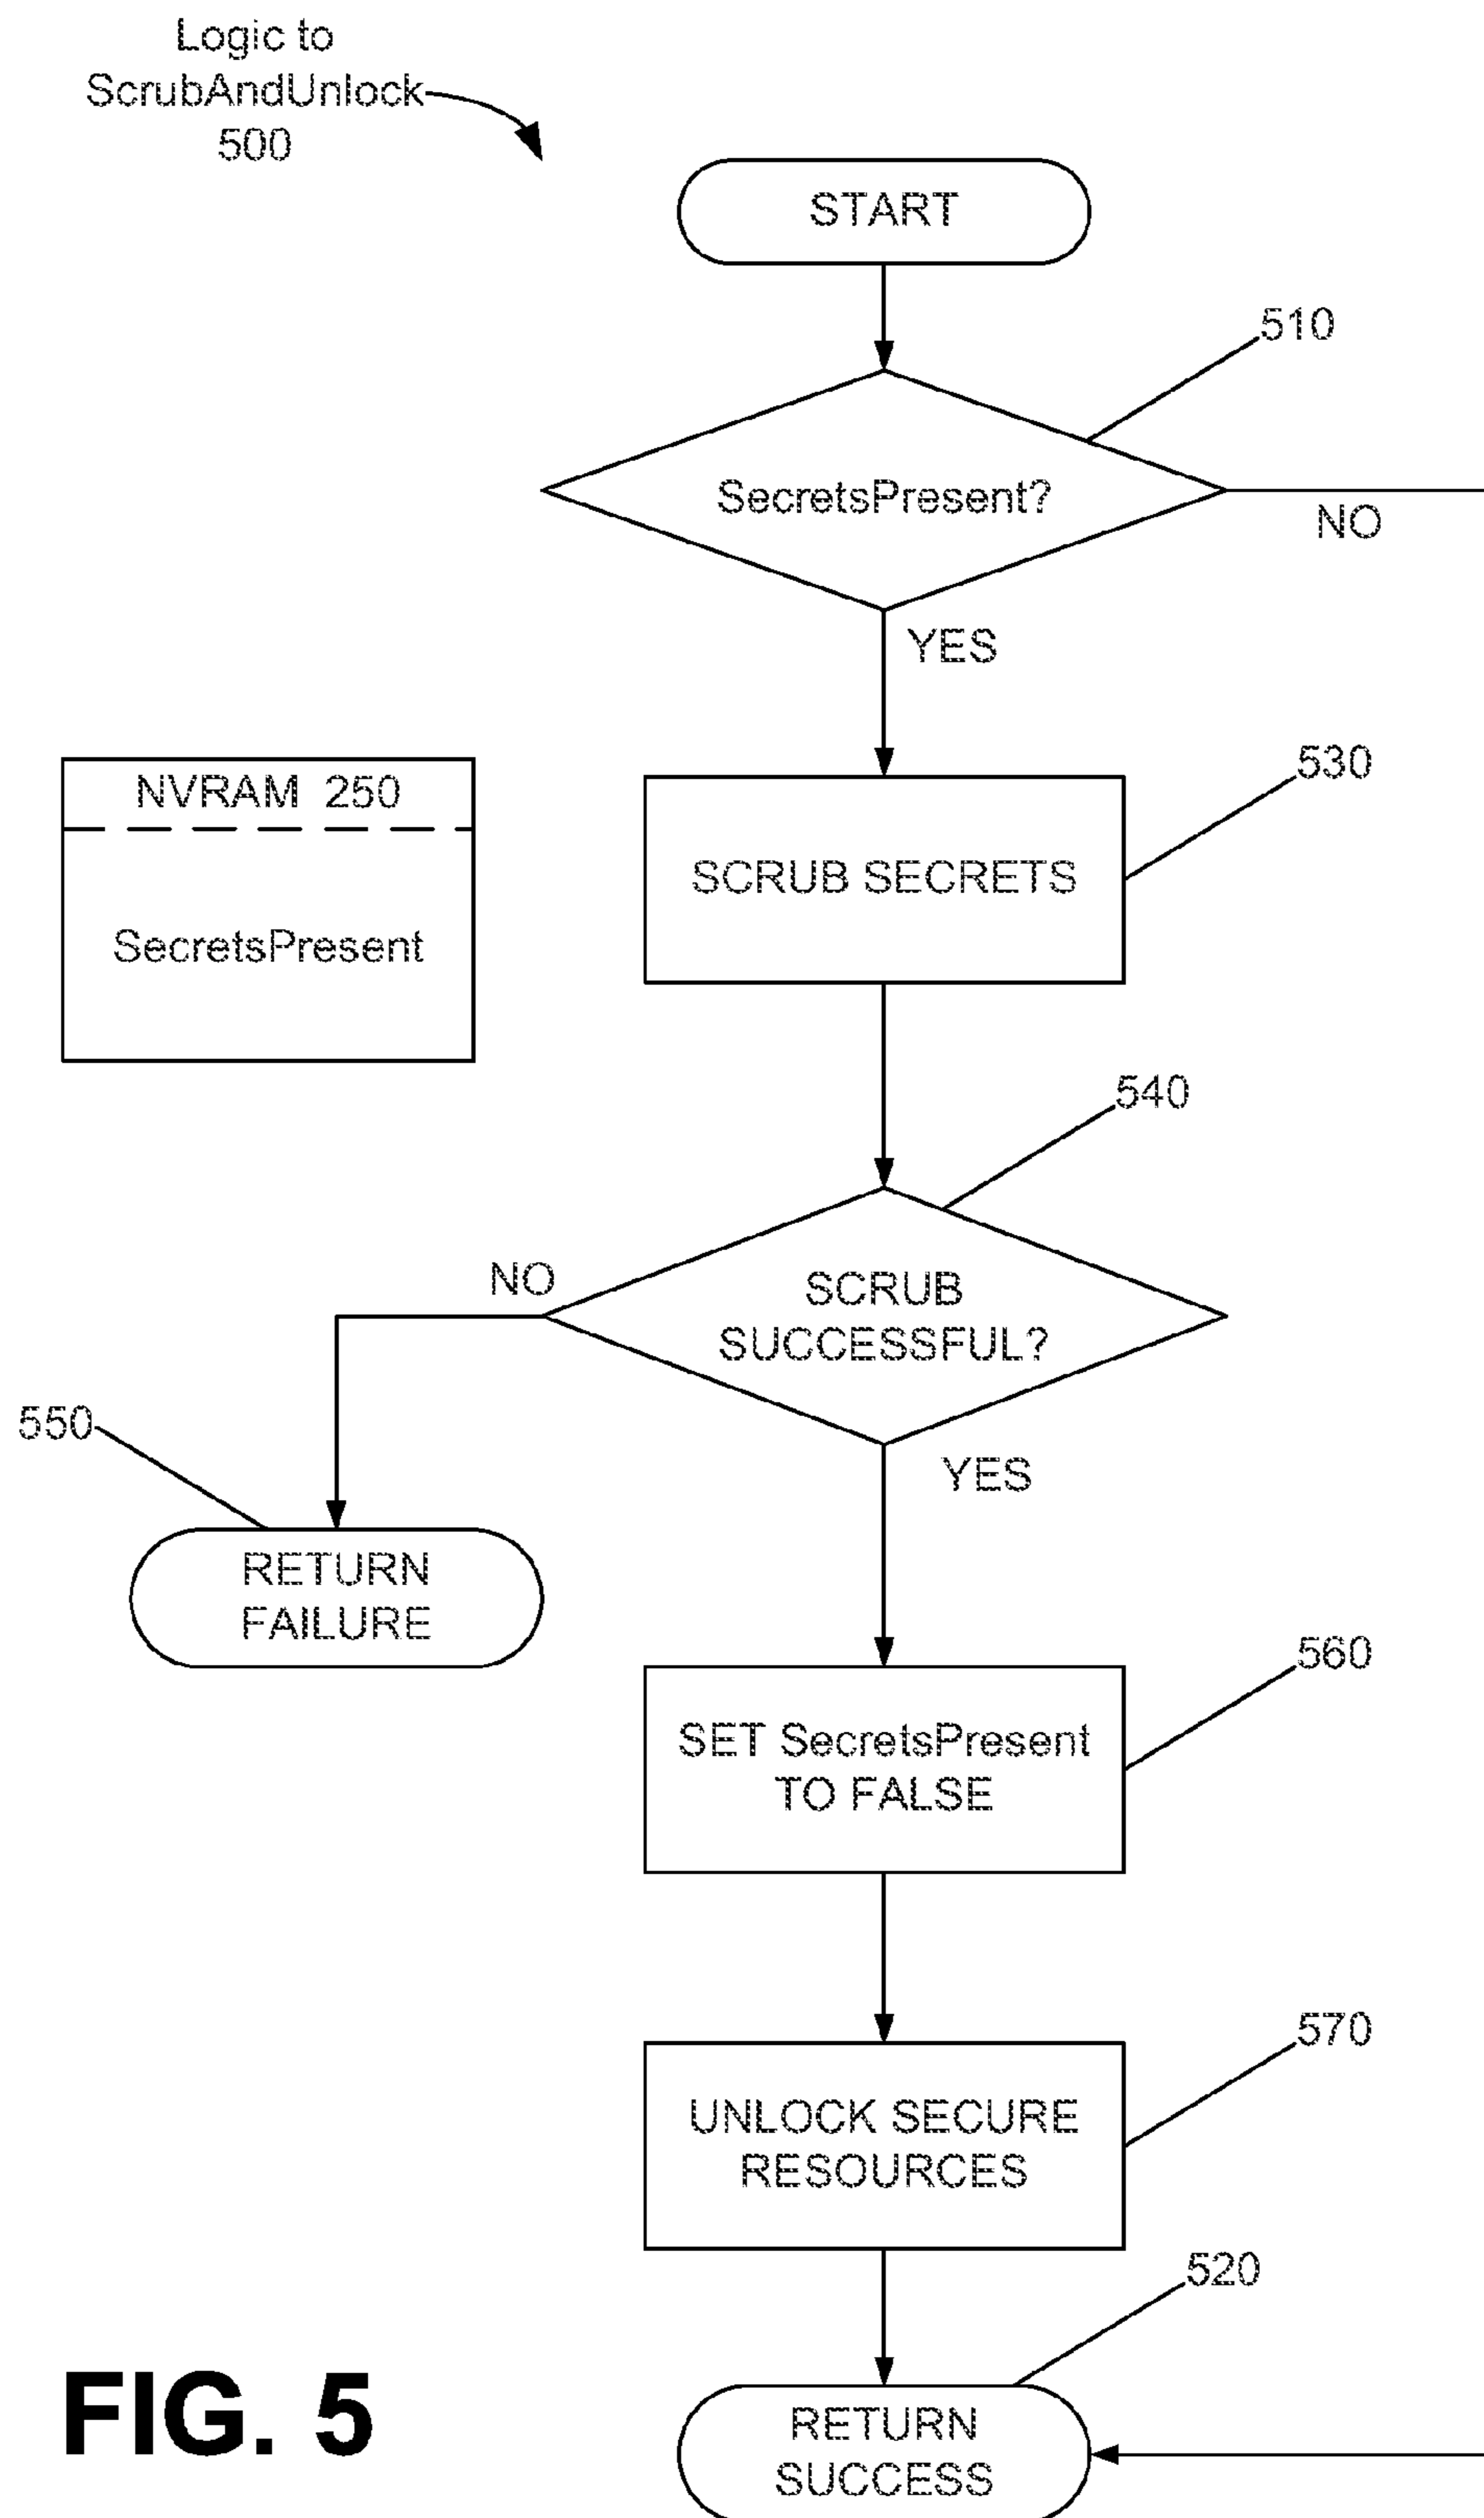 Logic to
ScrubAndUnlock
500
START
510
SecretsPresent?
NO
YES
530
NVRAM 250
SCRUB SECRETS
SecretsPresent
540
NO
SCRUB
SUCCESSFUL?
550
YES
RETURN
FAILURE
560
SET SecretsPresent
TO FALSE
570
UNLOCK SECURE
RESOURCES
520
RETURN
SUCCESS
FIG. 5